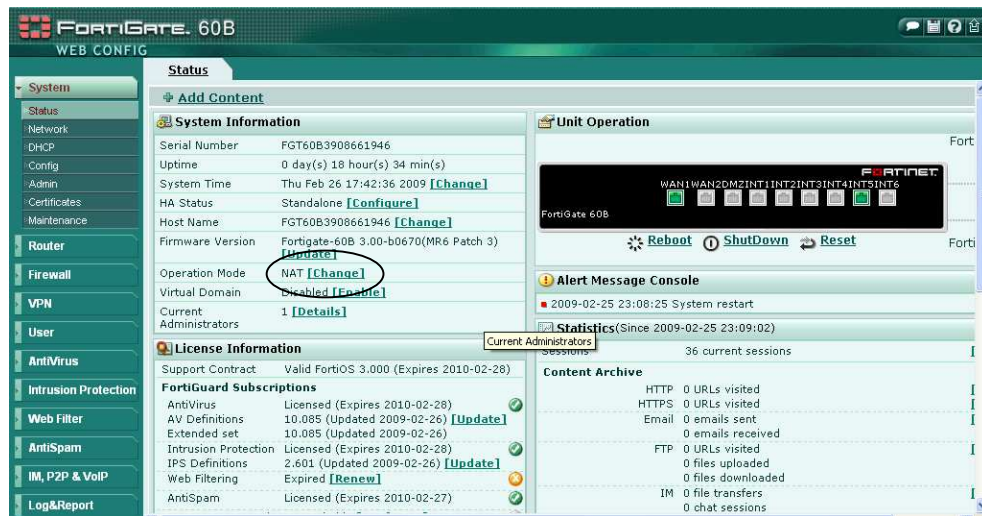 FORTIGATE. 60B
WEB CONFIG
System
Status
Network
DHCP
Config
Admin
Certificates
Maintenance
Router
Firewall
VPN
User
AntiVirus
Intrusion Protection
Web Filter
AntiSpam
IM, P2P & VoIP
Log&Report
Status
Add Content
System Information
Serial Number FGT60B3908661946
Uptime 0 day(s) 18 hour(s) 34 min(s)
System Time Thu Feb 26 17:42:36 2009 [Change]
HA Status Standalone [Configure]
Host Name FGT60B3908661946 [Change]
Firmware Version Fortigate-60B 3.00-b0670(MR6 Patch 3)
[Update]
Operation Mode NAT [Change]
Virtual Domain Disabled [Enable]
Current Administrators 1 [Details]
License Information
Support Contract Valid FortiOS 3.000 (Expires 2010-02-28)
FortiGuard Subscriptions
AntiVirus Licensed (Expires 2010-02-28)
AV Definitions 10.085 (Updated 2009-02-26) [Update]
Extended set 10.085 (Updated 2009-02-26)
Intrusion Protection Licensed (Expires 2010-02-28)
IPS Definitions 2.601 (Updated 2009-02-26) [Update]
Web Filtering Expired [Renew]
AntiSpam Licensed (Expires 2010-02-27)
Unit Operation
Fort
FORTINET
WAN1 WAN2 DMZ INT1 INT2 INT3 INT4 INT5 INT6
FortiGate 60B
Reboot ShutDown Reset
Forti
Alert Message Console
2009-02-25 23:08:25 System restart
Statistics(Since 2009-02-25 23:09:02)
Current Administrators
Sessions 36 current sessions
Content Archive
HTTP 0 URLs visited
HTTPS 0 URLs visited
Email 0 emails sent
0 emails received
FTP 0 URLs visited
0 files uploaded
0 files downloaded
IM 0 file transfers
0 chat sessions